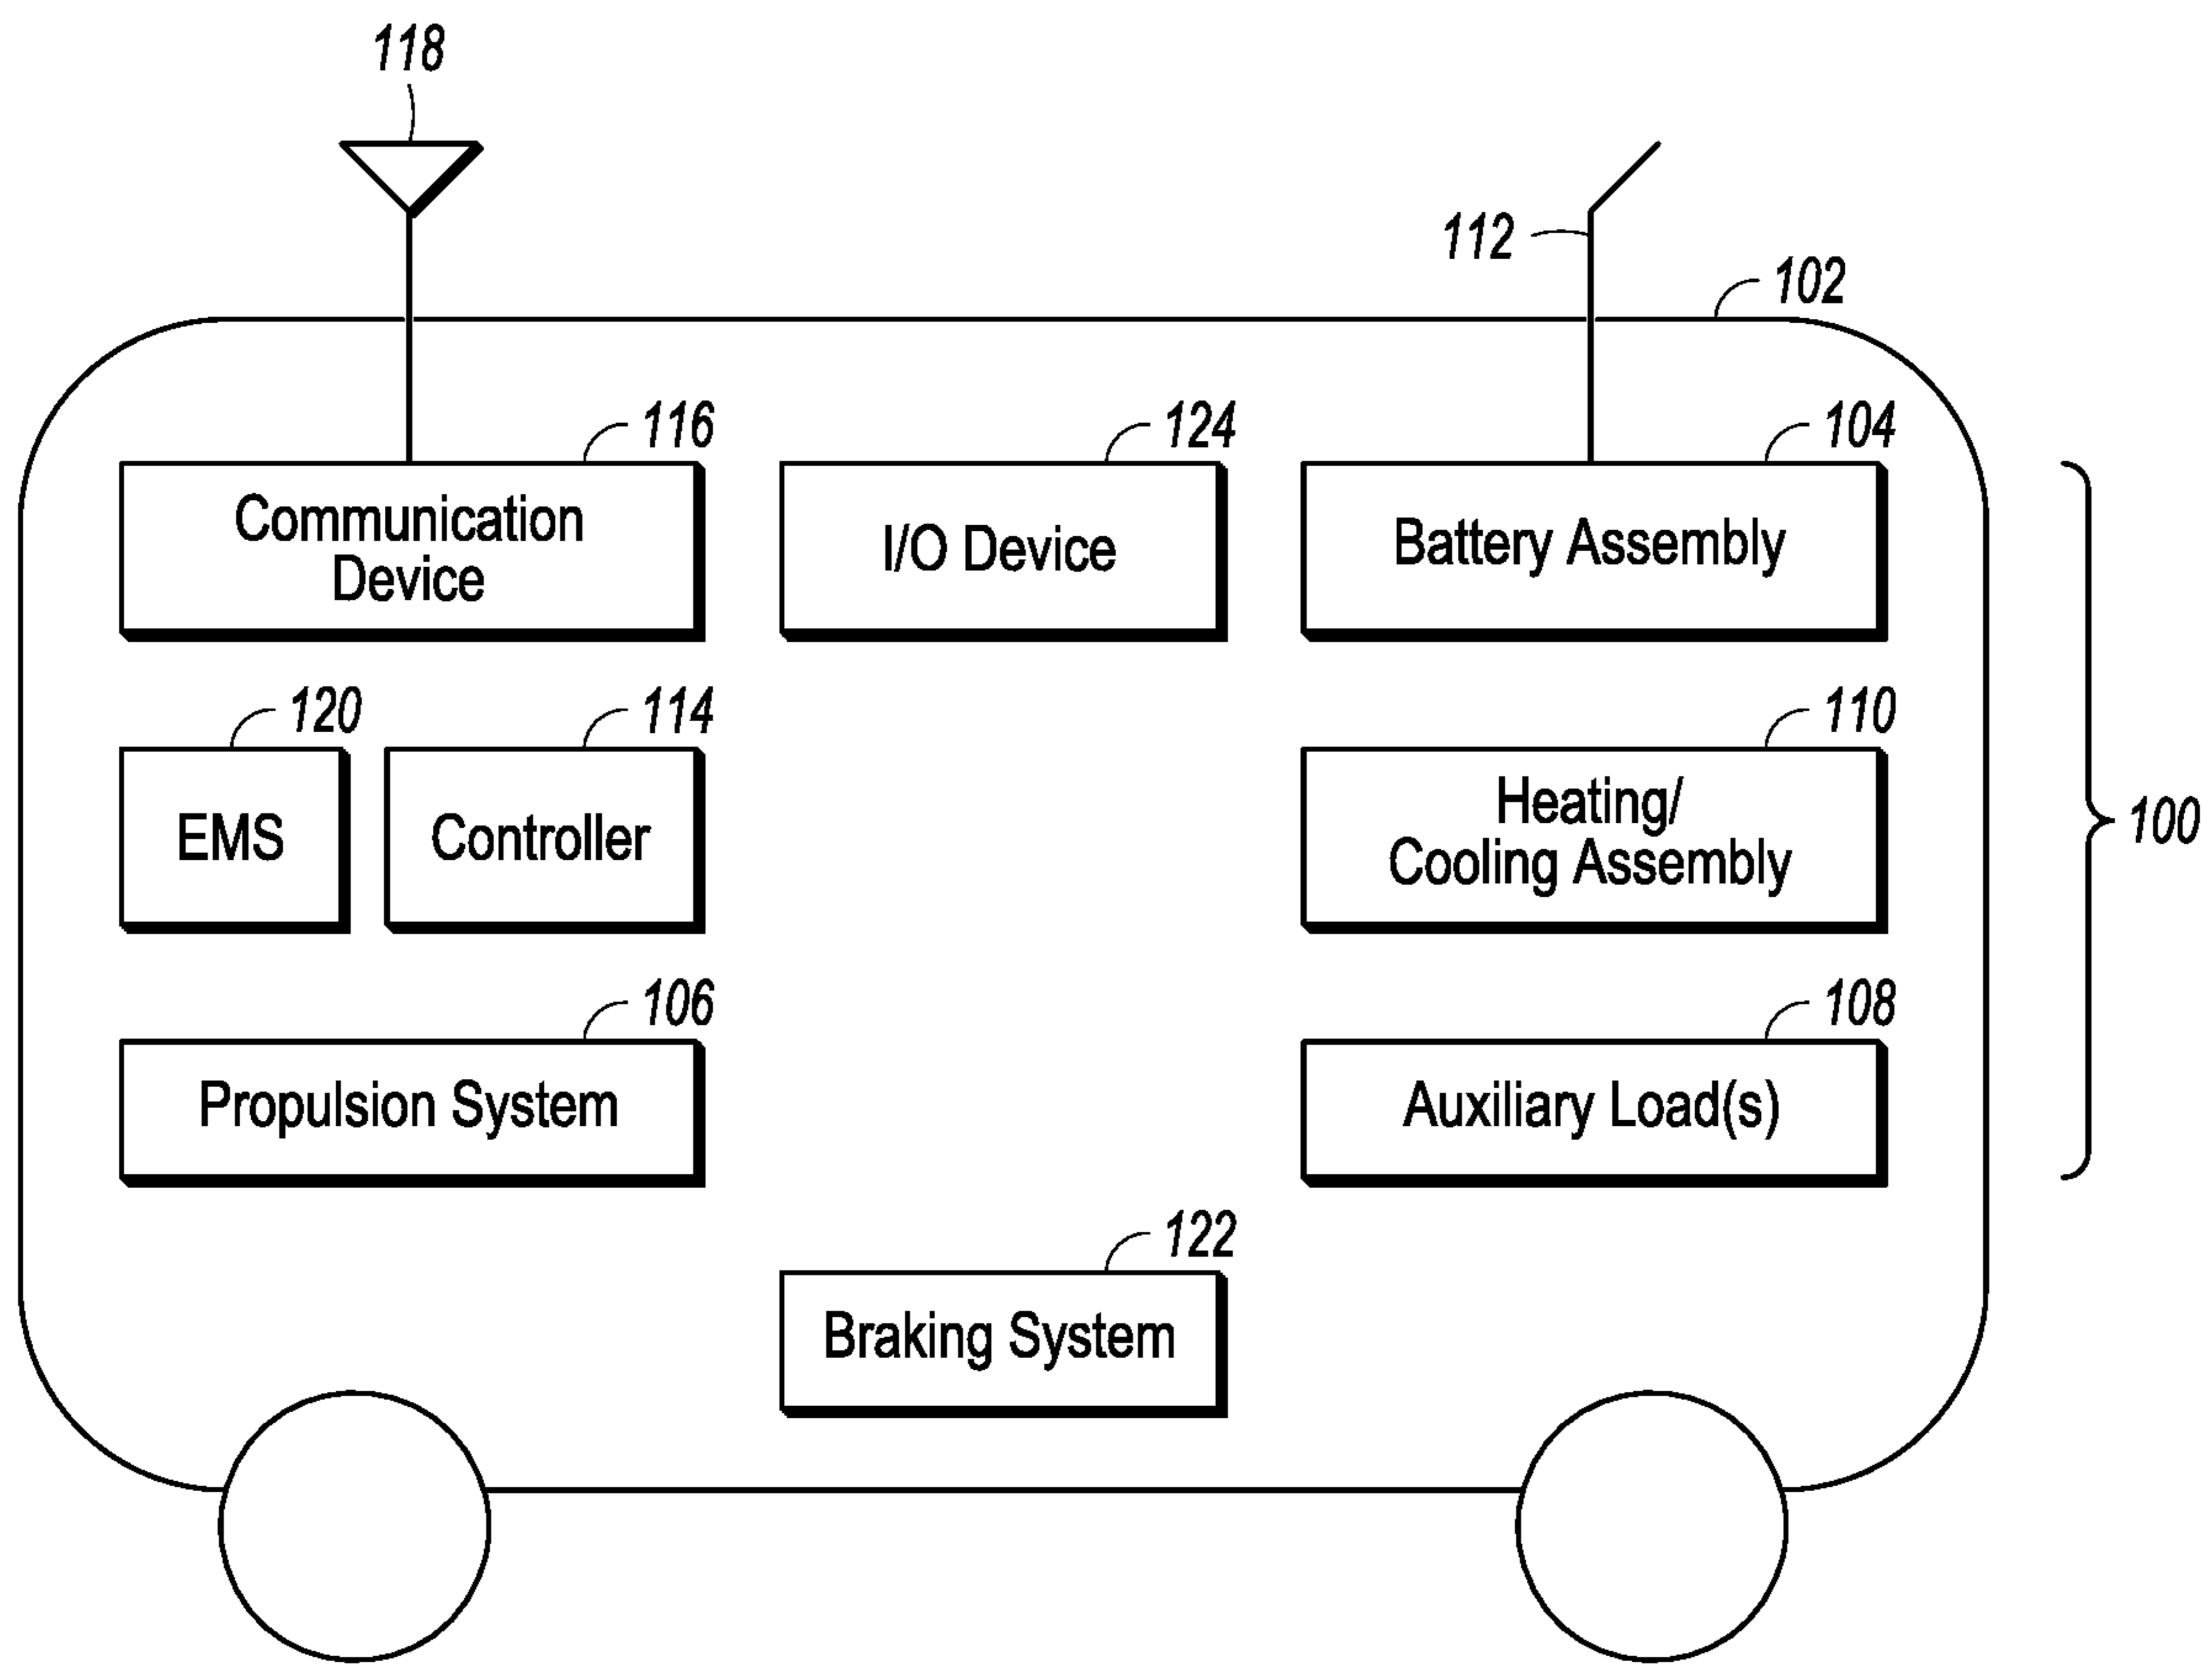 118
112
102
116
124
104
Communication
Device
I/O Device
Battery Assembly
120
114
110
EMS
Controller
Heating/
Cooling Assembly
100
106
108
Propulsion System
Auxiliary Load(s)
122
Braking System